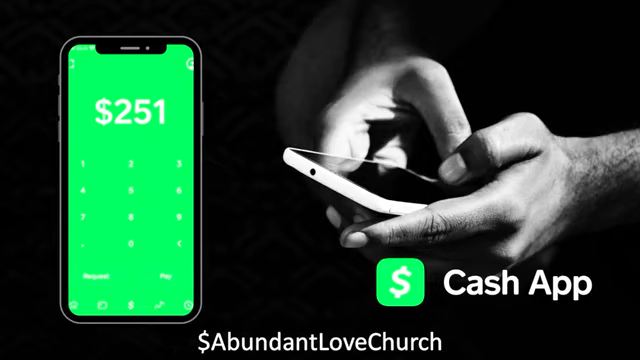 $251
1 2 3
4 5 6
7 8 9
. 0 <
Request Pay
$
$ Cash App
$AbundantLoveChurch